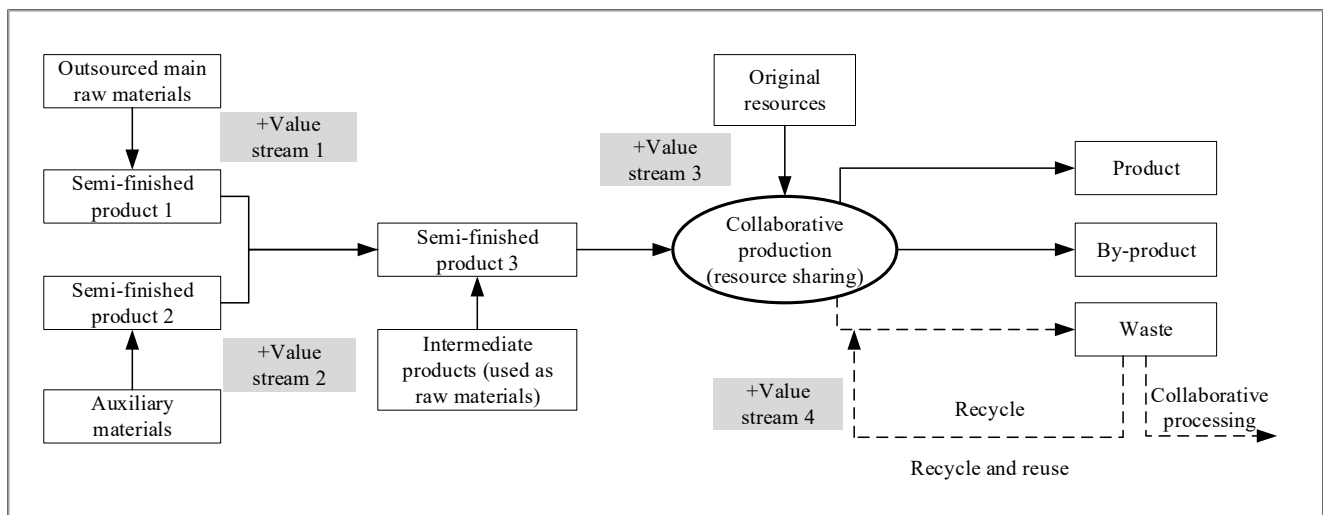 Outsourced main
raw materials
+Value
stream 1
Semi-finished
product 1
Semi-finished
product 2
+Value
stream 2
Auxiliary
materials
Semi-finished
product 3
Intermediate
products (used as
raw materials)
Original
resources
+Value
stream 3
Collaborative
production
(resource sharing)
Product
By-product
Waste
+Value
stream 4
Recycle
Collaborative
processing
Recycle and reuse